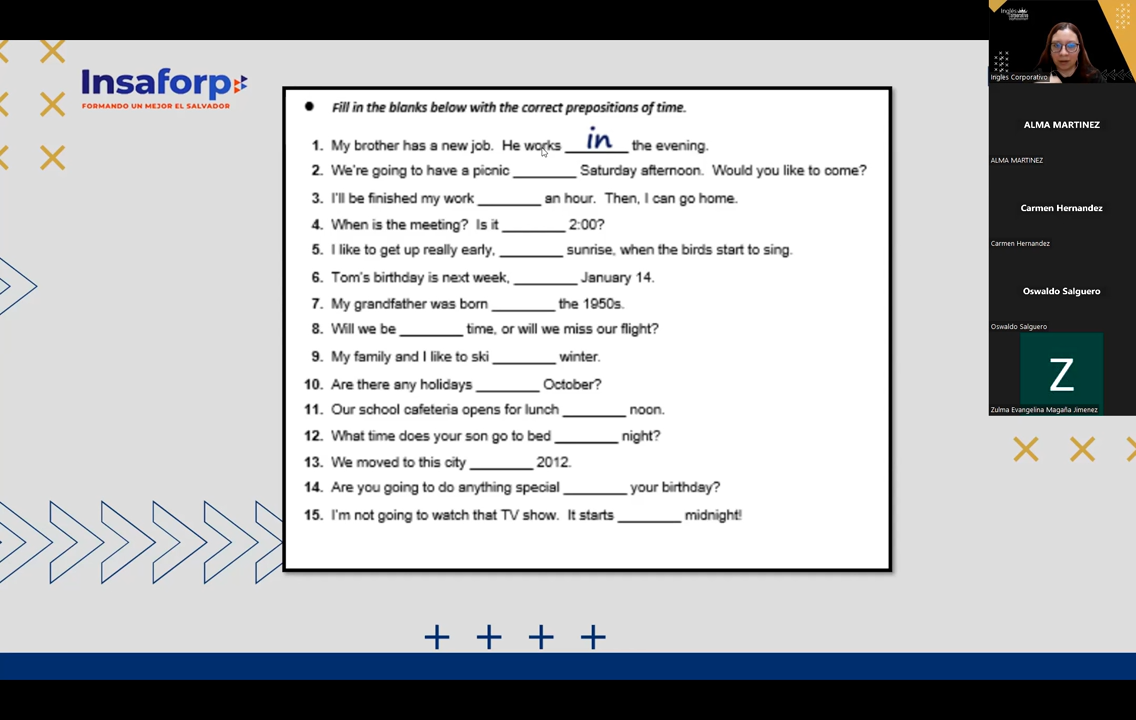 Insaforp
FORMANDO UN MEJOR EL SALVADOR
Fill in the blanks below with the correct prepositions of time.
1. My brother has a new job. He works in the evening.
2. We're going to have a picnic ________ Saturday afternoon. Would you like to come?
3. I'll be finished my work ________ an hour. Then, I can go home.
4. When is the meeting? Is it ________ 2:00?
5. I like to get up really early, ________ sunrise, when the birds start to sing.
6. Tom's birthday is next week, ________ January 14.
7. My grandfather was born ________ the 1950s.
8. Will we be ________ time, or will we miss our flight?
9. My family and I like to ski ________ winter.
10. Are there any holidays ________ October?
11. Our school cafeteria opens for lunch ________ noon.
12. What time does your son go to bed ________ night?
13. We moved to this city ________ 2012.
14. Are you going to do anything special ________ your birthday?
15. I'm not going to watch that TV show. It starts ________ midnight!
Inglés
Corporativo
Ingles Corporativo
ALMA MARTINEZ
ALMA MARTINEZ
Carmen Hernandez
Carmen Hernandez
Oswaldo Salguero
Oswaldo Salguero
Z
Zulma Evangelina Magaña Jimenez